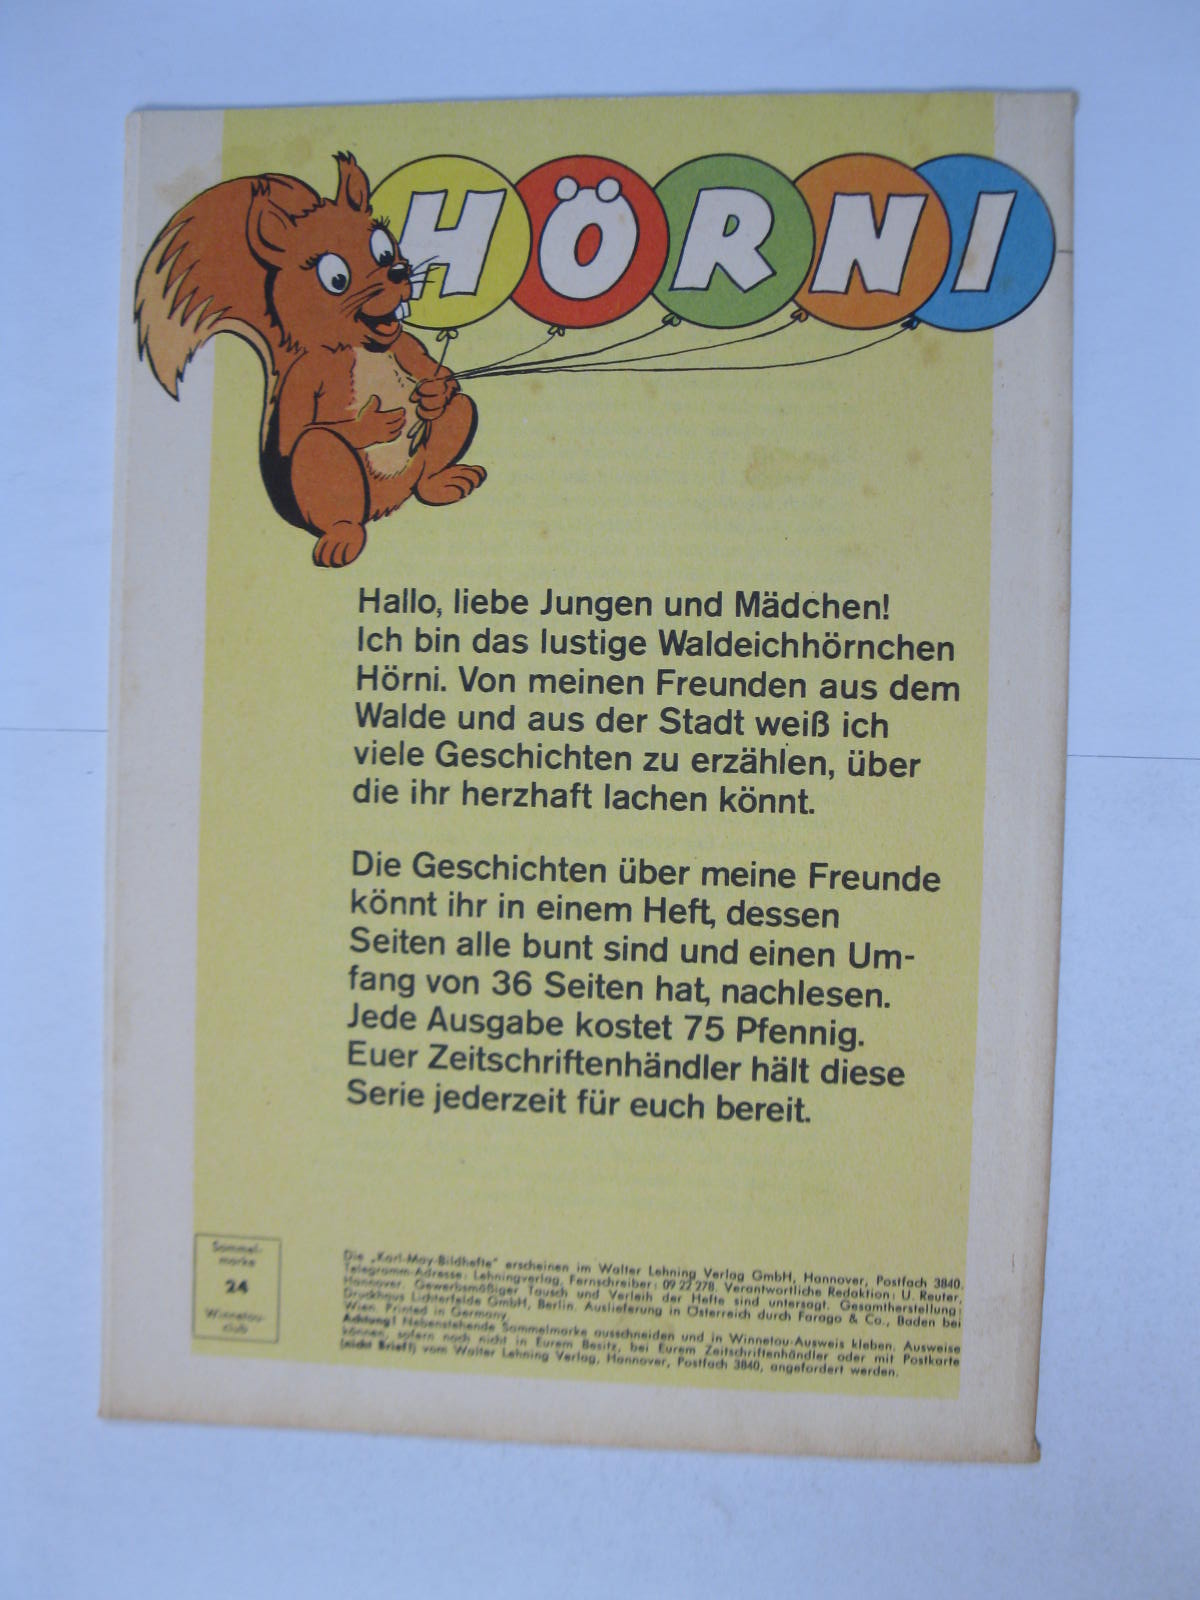 HÖRNI
Hallo, liebe Jungen und Mädchen!
Ich bin das lustige Waldeichhörnchen
Hörni. Von meinen Freunden aus dem
Walde und aus der Stadt weiß ich
viele Geschichten zu erzählen, über
die ihr herzhaft lachen könnt.
Die Geschichten über meine Freunde
könnt ihr in einem Heft, dessen
Seiten alle bunt sind und einen Um-
fang von 36 Seiten hat, nachlesen.
Jede Ausgabe kostet 75 Pfennig.
Euer Zeitschriftenhändler hält diese
Serie jederzeit für euch bereit.
Sammel-
marke
24
Winnetou-
club
Die „Karl-May-Bildhefte" erscheinen im Walter Lehning Verlag GmbH, Hannover, Postfach 3840,
Telegramm-Adresse: Lehningverlag, Fernschreiber: 09 22 278. Verantwortliche Redaktion: U. Reuter,
Hannover. Gewerbsmäßiger Tausch und Verleih der Hefte sind untersagt. Gesamtherstellung:
Druckhaus Lichterfelde GmbH, Berlin. Auslieferung in Österreich durch Farago & Co., Baden bei
Wien. Printed in Germany.
Achtung! Nebenstehende Sammelmarke ausschneiden und in Winnetou-Ausweis kleben. Ausweise
können, sofern noch nicht in Eurem Besitz, bei Eurem Zeitschriftenhändler oder mit Postkarte
(nicht Brief!) vom Walter Lehning Verlag, Hannover, Postfach 3840, angefordert werden.